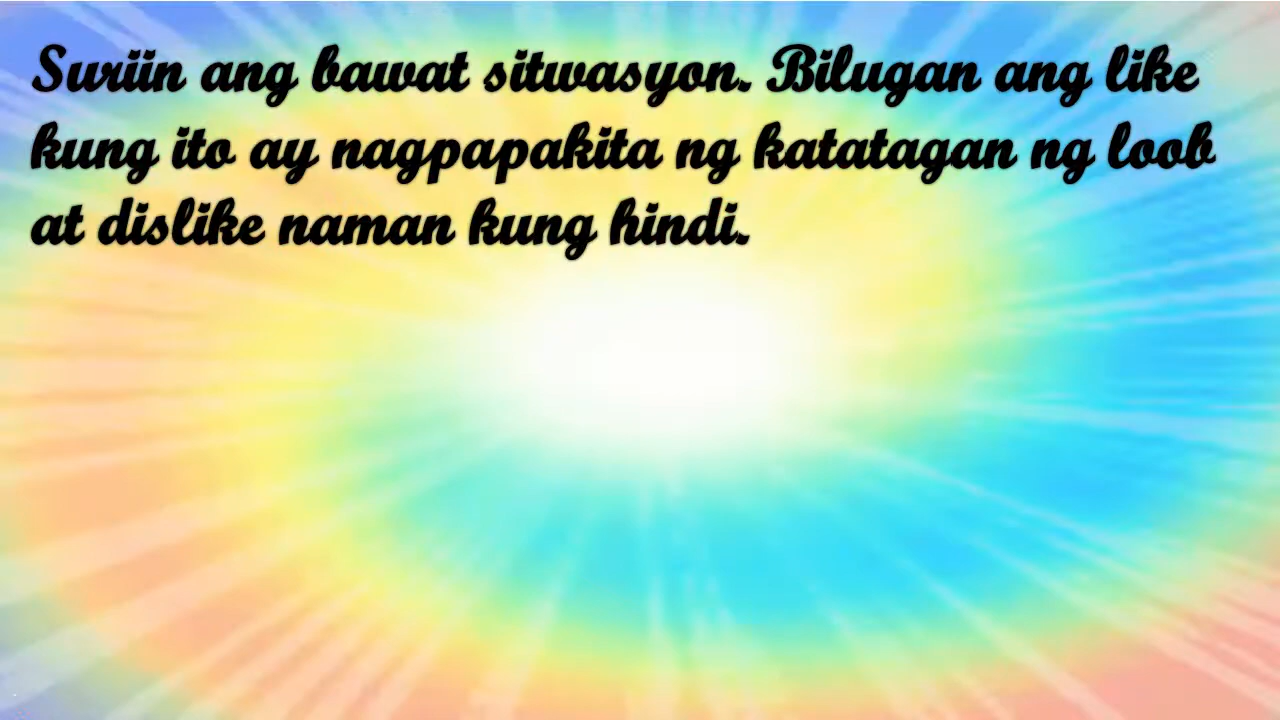 Suriin ang bawat sitwasyon. Bilugan ang like
kung ito ay nagpapakita ng katatagan ng loob
at dislike naman kung hindi.